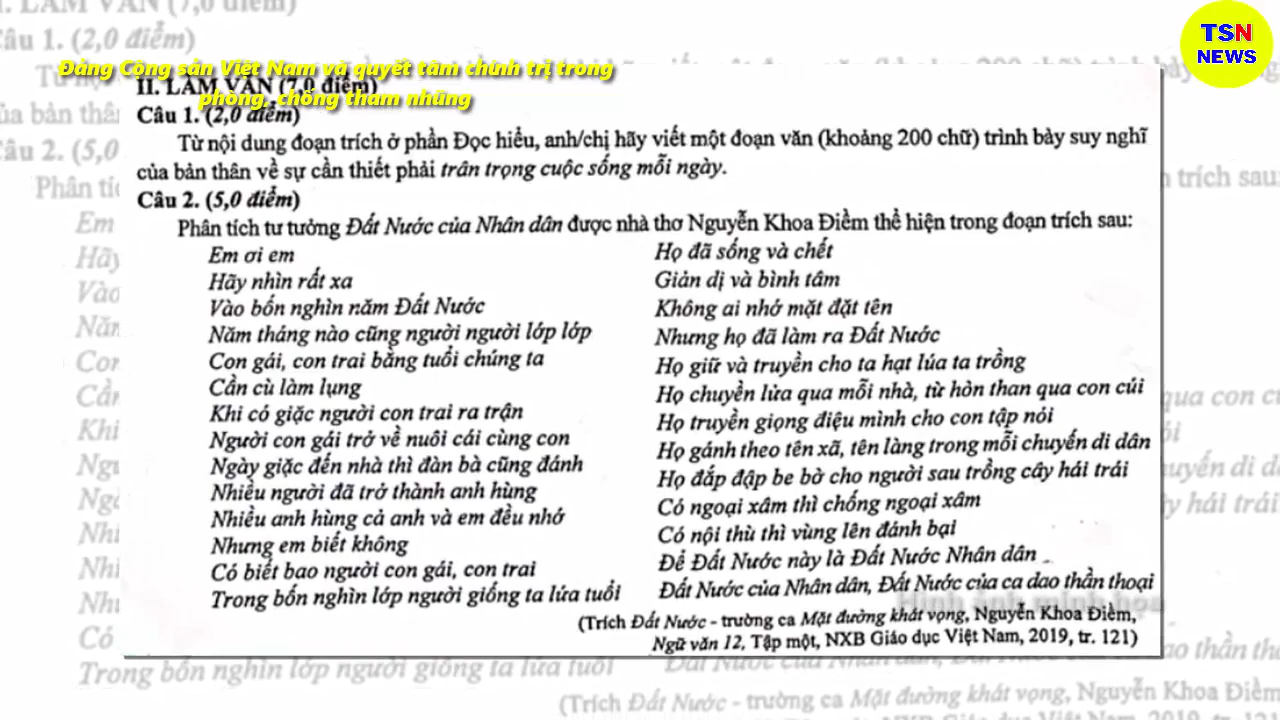 TSN
NEWS
Đảng Cộng sản Việt Nam và quyết tâm chính trị trong
phòng, chống tham nhũng
II. LÀM VĂN (7,0 điểm)
Câu 1. (2,0 điểm)
Từ nội dung đoạn trích ở phần Đọc hiểu, anh/chị hãy viết một đoạn văn (khoảng 200 chữ) trình bày suy nghĩ
của bản thân về sự cần thiết phải trân trọng cuộc sống mỗi ngày.
Câu 2. (5,0 điểm)
Phân tích tư tưởng Đất Nước của Nhân dân được nhà thơ Nguyễn Khoa Điềm thể hiện trong đoạn trích sau:
Em ơi em
Hãy nhìn rất xa
Vào bốn nghìn năm Đất Nước
Năm tháng nào cũng người người lớp lớp
Con gái, con trai bằng tuổi chúng ta
Cần cù làm lụng
Khi có giặc người con trai ra trận
Người con gái trở về nuôi cái cùng con
Ngày giặc đến nhà thì đàn bà cũng đánh
Nhiều người đã trở thành anh hùng
Nhiều anh hùng cả anh và em đều nhớ
Nhưng em biết không
Có biết bao người con gái, con trai
Trong bốn nghìn lớp người giống ta lứa tuổi
Họ đã sống và chết
Giản dị và bình tâm
Không ai nhớ mặt đặt tên
Nhưng họ đã làm ra Đất Nước
Họ giữ và truyền cho ta hạt lúa ta trồng
Họ chuyền lửa qua mỗi nhà, từ hòn than qua con cúi
Họ truyền giọng điệu mình cho con tập nói
Họ gánh theo tên xã, tên làng trong mỗi chuyến di dân
Họ đắp đập be bờ cho người sau trồng cây hái trái
Có ngoại xâm thì chống ngoại xâm
Có nội thù thì vùng lên đánh bại
Để Đất Nước này là Đất Nước Nhân dân
Đất Nước của Nhân dân, Đất Nước của ca dao thần thoại
(Trích Đất Nước - trường ca Mặt đường khát vọng, Nguyễn Khoa Điềm,
Ngữ văn 12, Tập một, NXB Giáo dục Việt Nam, 2019, tr. 121)